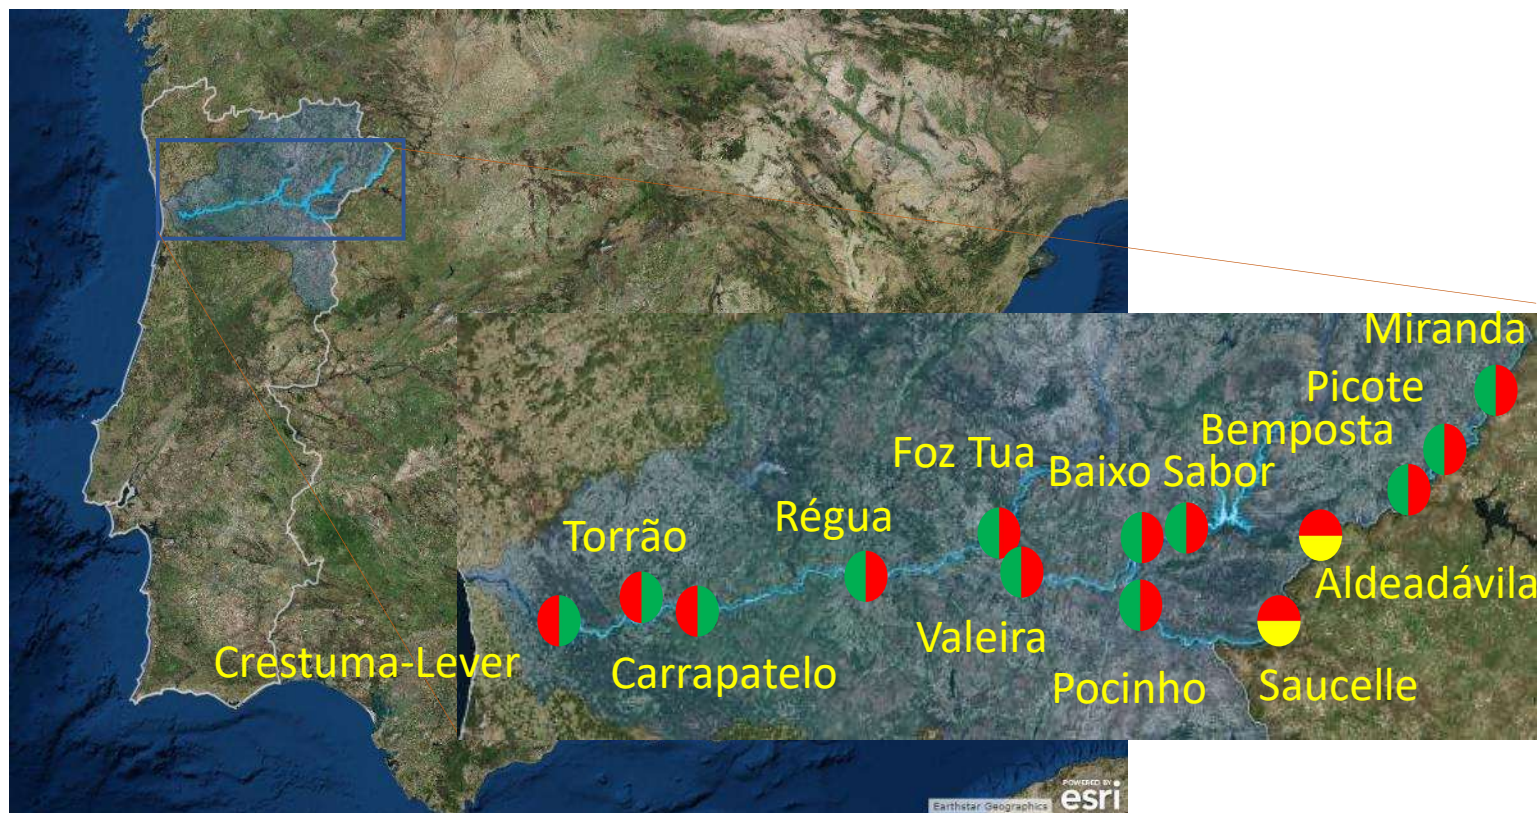 Miranda
Picote
Bemposta
Foz Tua
Baixo Sabor
Régua
Torrão
Aldeadávila
Valeira
Crestuma-Lever
Carrapatelo
Pocinho
Saucelle
POWERED BY
esri
Earthstar Geographics